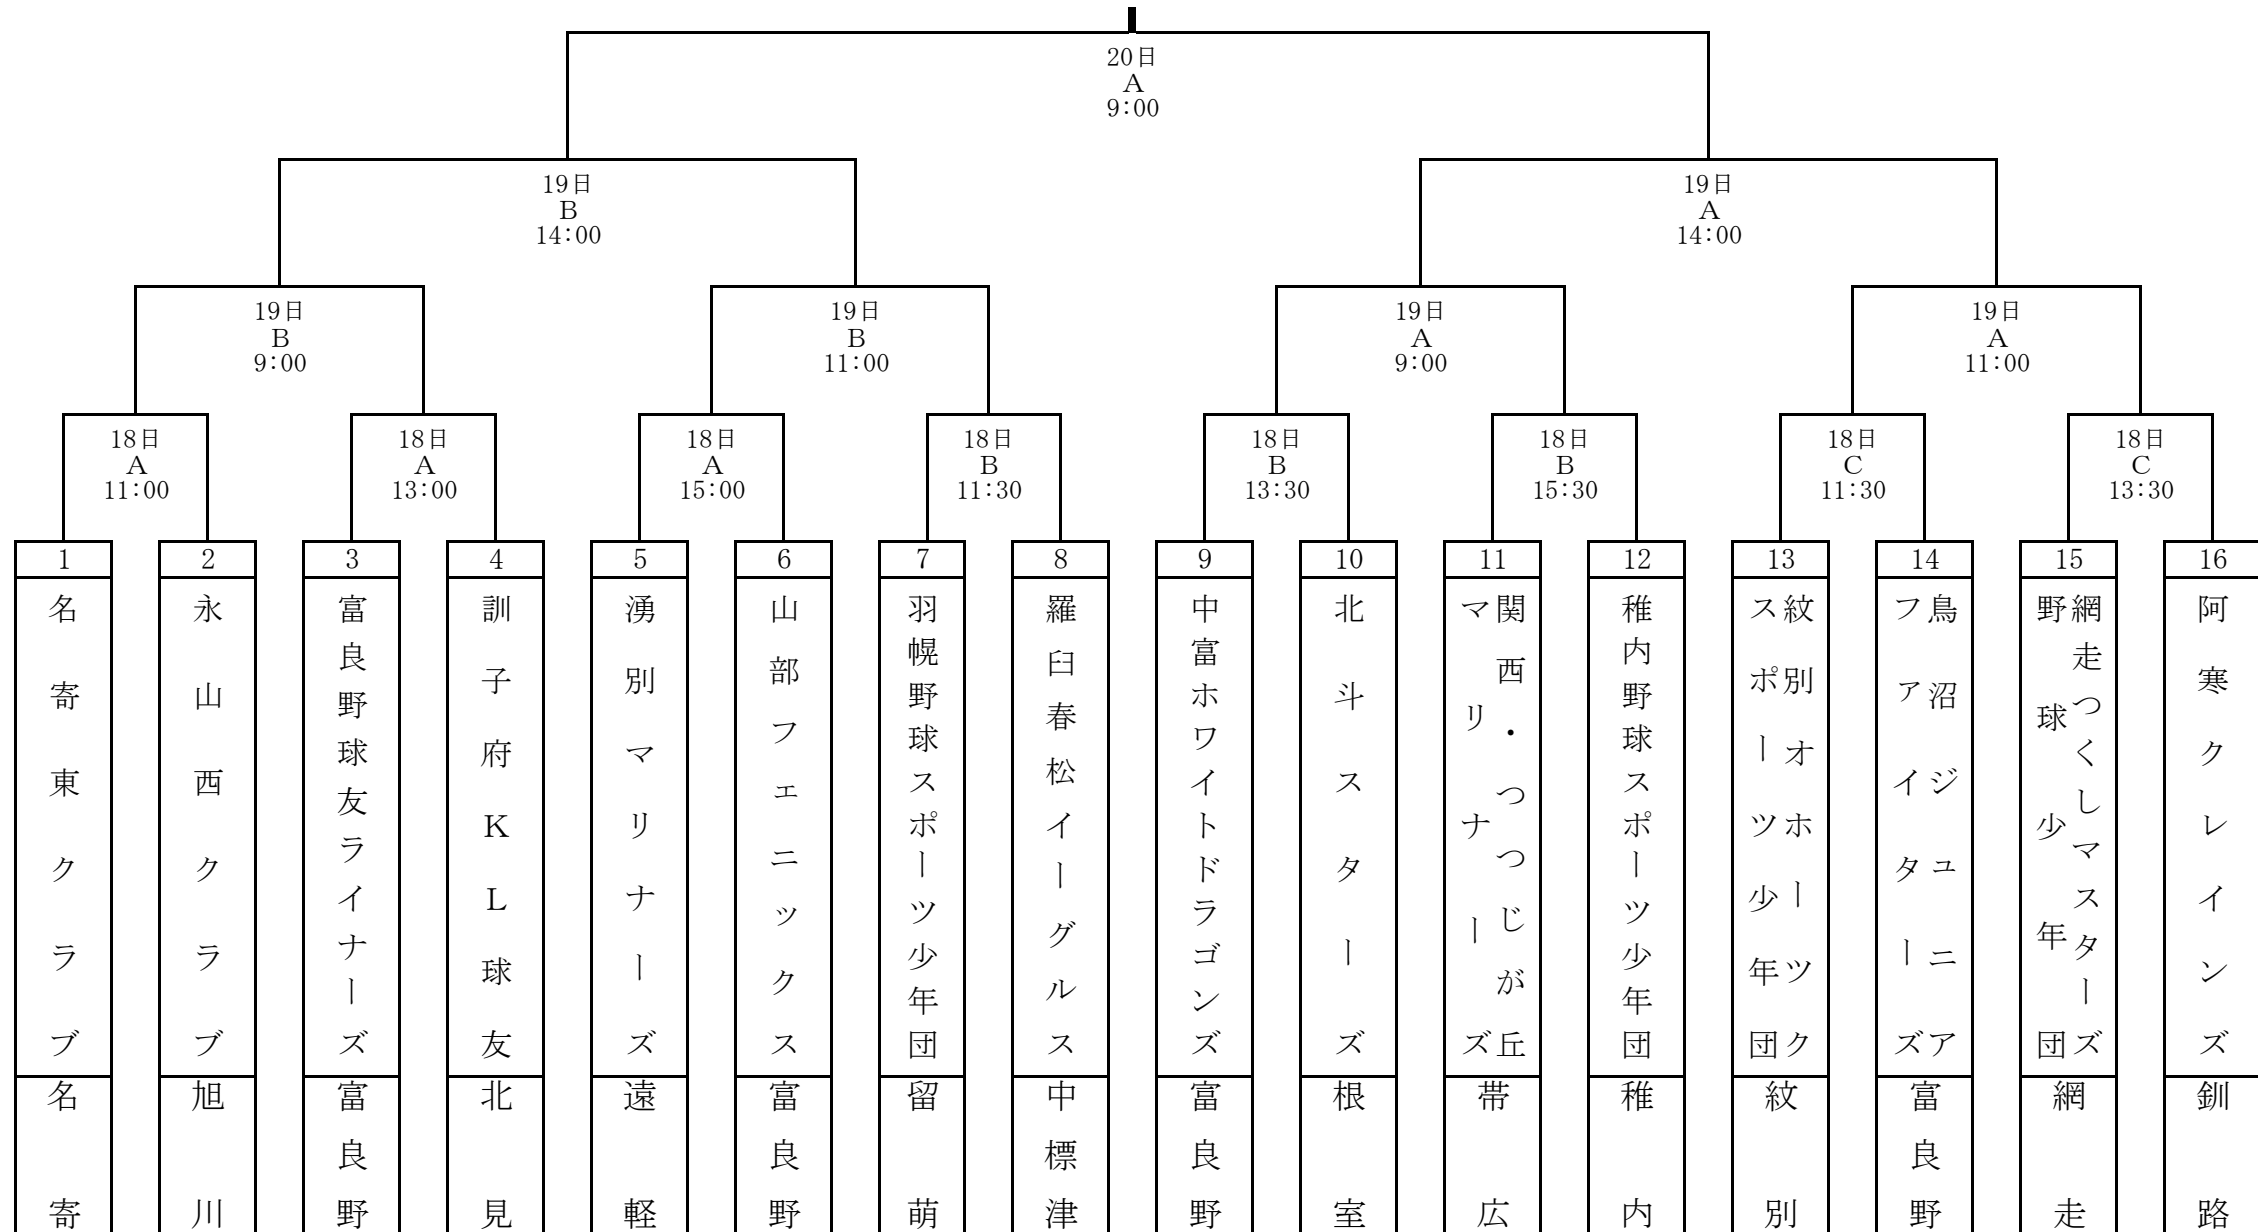 20日
A
9:00
19日
B
14:00
19日
A
14:00
19日
B
9:00
19日
B
11:00
19日
A
9:00
19日
A
11:00
18日
A
11:00
18日
A
13:00
18日
A
15:00
18日
B
11:30
18日
B
13:30
18日
B
15:30
18日
C
11:30
18日
C
13:30
1
名寄東クラブ
名寄
2
永山西クラブ
旭川
3
富良野球友ライナーズ
富良野
4
訓子府KL球友
北見
5
湧別マリナーズ
遠軽
6
山部フェニックス
富良野
7
羽幌野球スポーツ少年団
留萌
8
羅臼春松イーグルス
中標津
9
中富ホワイトドラゴンズ
富良野
10
北斗スターズ
根室
11
関西・つつじが丘
マリナーズ
帯広
12
稚内野球スポーツ少年団
稚内
13
紋別オホーツク
スポーツ少年団
紋別
14
鳥沼ジュニア
ファイターズ
富良野
15
網走つくしマスターズ
野球少年団
網走
16
阿寒クレインズ
釧路